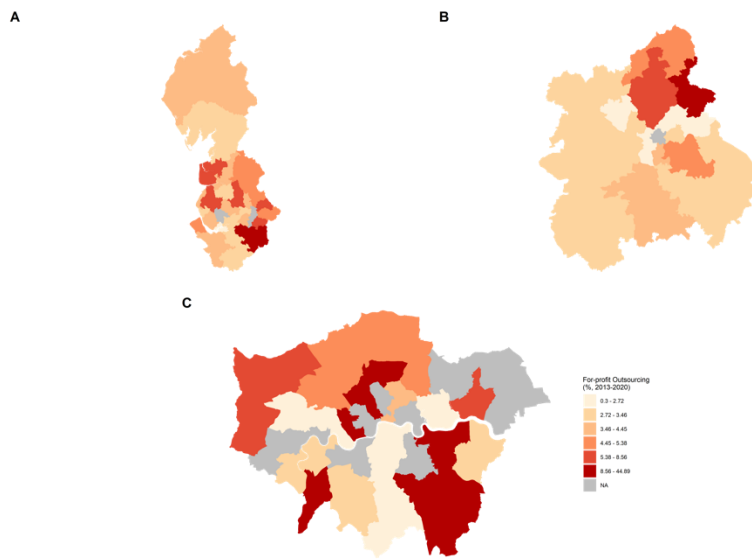 A
B
C
For-profit Outsourcing
(%, 2013-2020)
0.3 - 2.72
2.72 - 3.46
3.46 - 4.45
4.45 - 5.38
5.38 - 8.56
8.56 - 44.89
NA